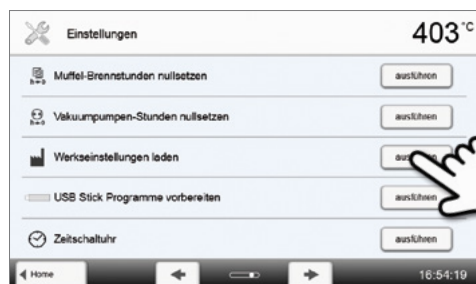 Einstellungen
403°C
Muffel-Brennstunden nullsetzen
ausführen
Vakuumpumpen-Stunden nullsetzen
ausführen
Werkseinstellungen laden
USB Stick Programme vorbereiten
ausführen
Zeitschaltuhr
ausführen
Home
16:54:19